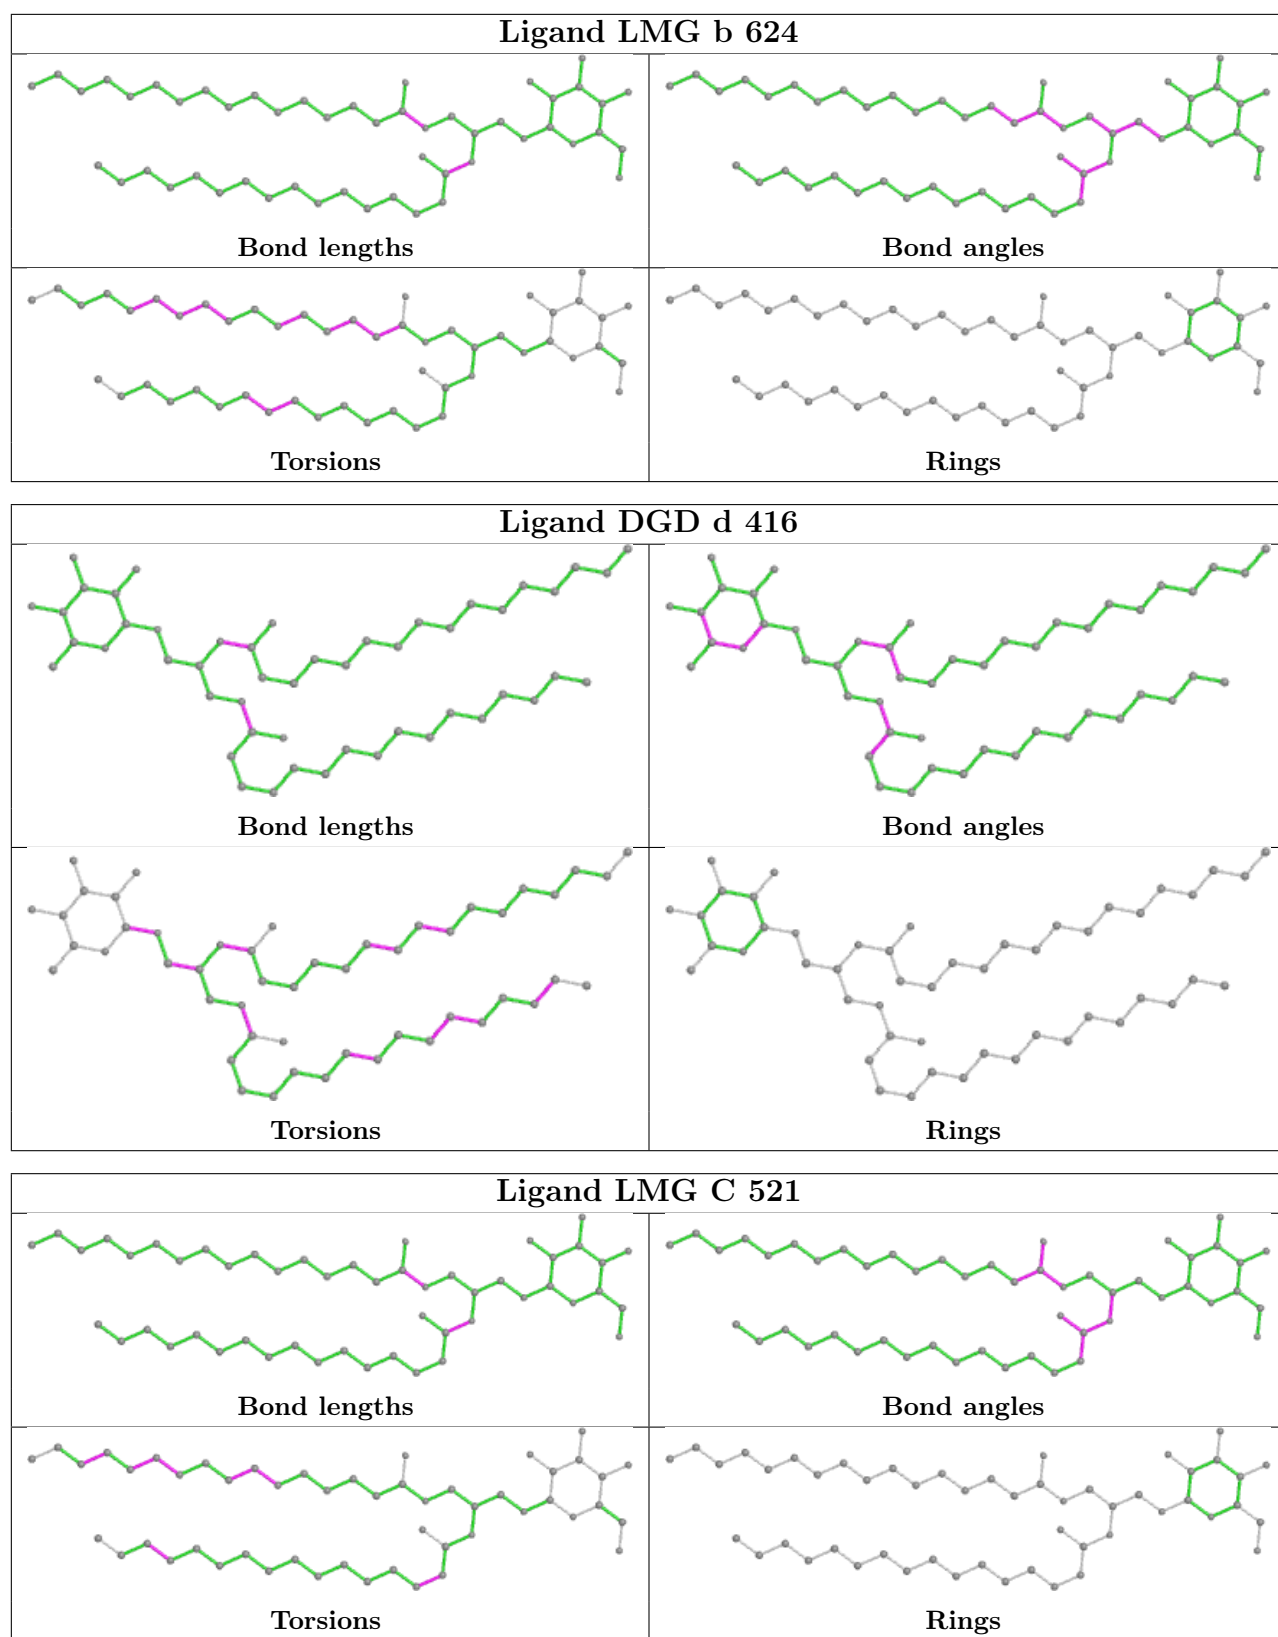 Ligand LMG b 624
Bond lengths
Bond angles
Torsions
Rings
Ligand DGD d 416
Bond lengths
Bond angles
Torsions
Rings
Ligand LMG C 521
Bond lengths
Bond angles
Torsions
Rings